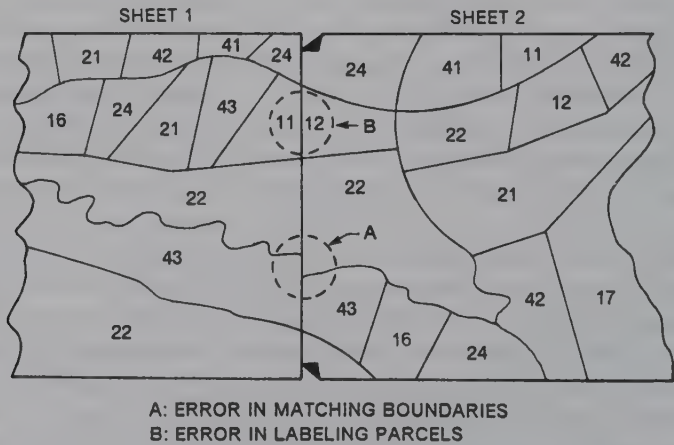 SHEET 1 SHEET 2
21 42 41 24 24 41 11 42
16 24 21 43 11 12 B 22 12
22 22 21
A
43 43 16 24 42 17
22
A: ERROR IN MATCHING BOUNDARIES
B: ERROR IN LABELING PARCELS